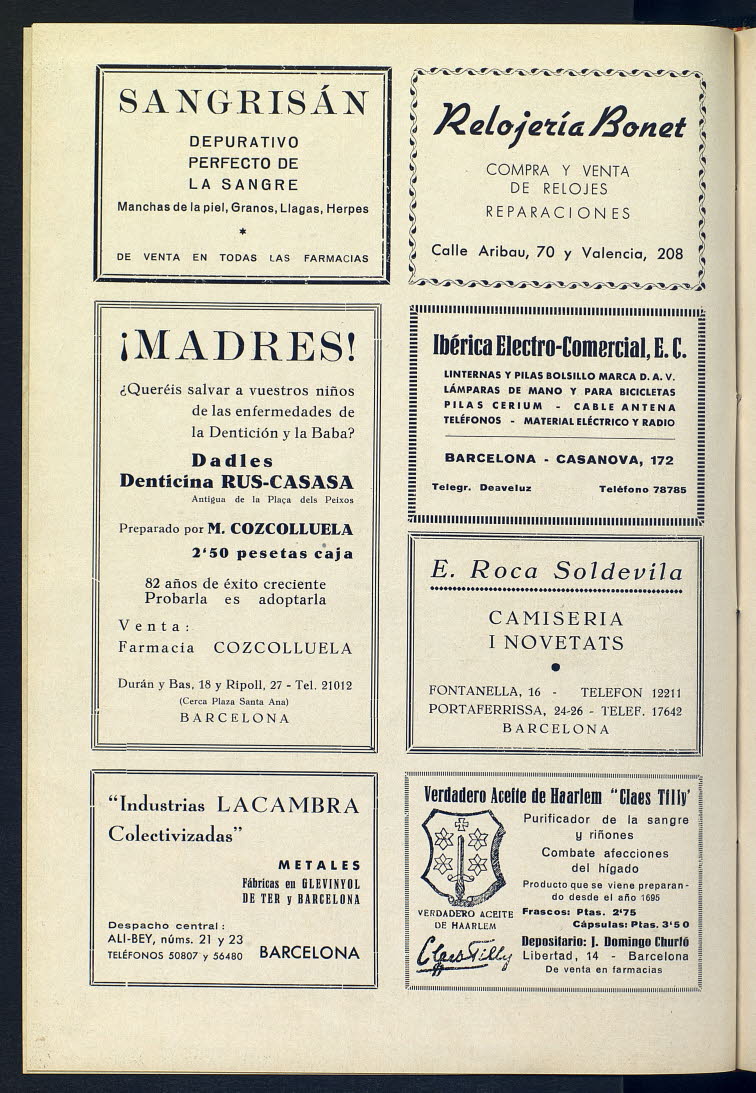 SANGRISÁN
DEPURATIVO
PERFECTO DE
LA SANGRE
Manchas de la piel, Granos, Llagas, Herpes
*
DE VENTA EN TODAS LAS FARMACIAS
Relojería Bonet
COMPRA Y VENTA
DE RELOJES
REPARACIONES
Calle Aribau, 70 y Valencia, 208
¡MADRES!
¿Queréis salvar a vuestros niños
de las enfermedades de
la Dentición y la Baba?
Dadles
Denticina RUS-CASASA
Antigua de la Plaça dels Peixos
Preparado por M. COZCOLLUELA
2'50 pesetas caja
82 años de éxito creciente
Probarla es adoptarla
Venta:
Farmacia COZCOLLUELA
Durán y Bas, 18 y Ripoll, 27 - Tel. 21012
(Cerca Plaza Santa Ana)
BARCELONA
Ibérica Electro-Comercial, E. C.
LINTERNAS Y PILAS BOLSILLO MARCA D. A. V.
LÁMPARAS DE MANO Y PARA BICICLETAS
PILAS CERIUM - CABLE ANTENA
TELÉFONOS - MATERIAL ELÉCTRICO Y RADIO
BARCELONA - CASANOVA, 172
Telegr. Deaveluz Teléfono 78785
E. Roca Soldevila
CAMISERIA
I NOVETATS
FONTANELLA, 16 - TELEFON 12211
PORTAFERRISSA, 24-26 - TELEF. 17642
BARCELONA
"Industrias LACAMBRA
Colectivizadas"
METALES
Fábricas en GLEVINYOL
DE TER y BARCELONA
Despacho central:
ALI-BEY, núms. 21 y 23
TELÉFONOS 50807 y 56480 BARCELONA
Verdadero Aceite de Haarlem "Claes Tilly'
Purificador de la sangre
y riñones
Combate afecciones
del hígado
Producto que se viene preparan-
do desde el año 1695
VERDADERO ACEITE
DE HAARLEM
Claes Tilly
Frascos: Ptas. 2'75
Cápsulas: Ptas. 3'50
Depositario: J. Domingo Churtó
Libertad, 14 - Barcelona
De venta en farmacias